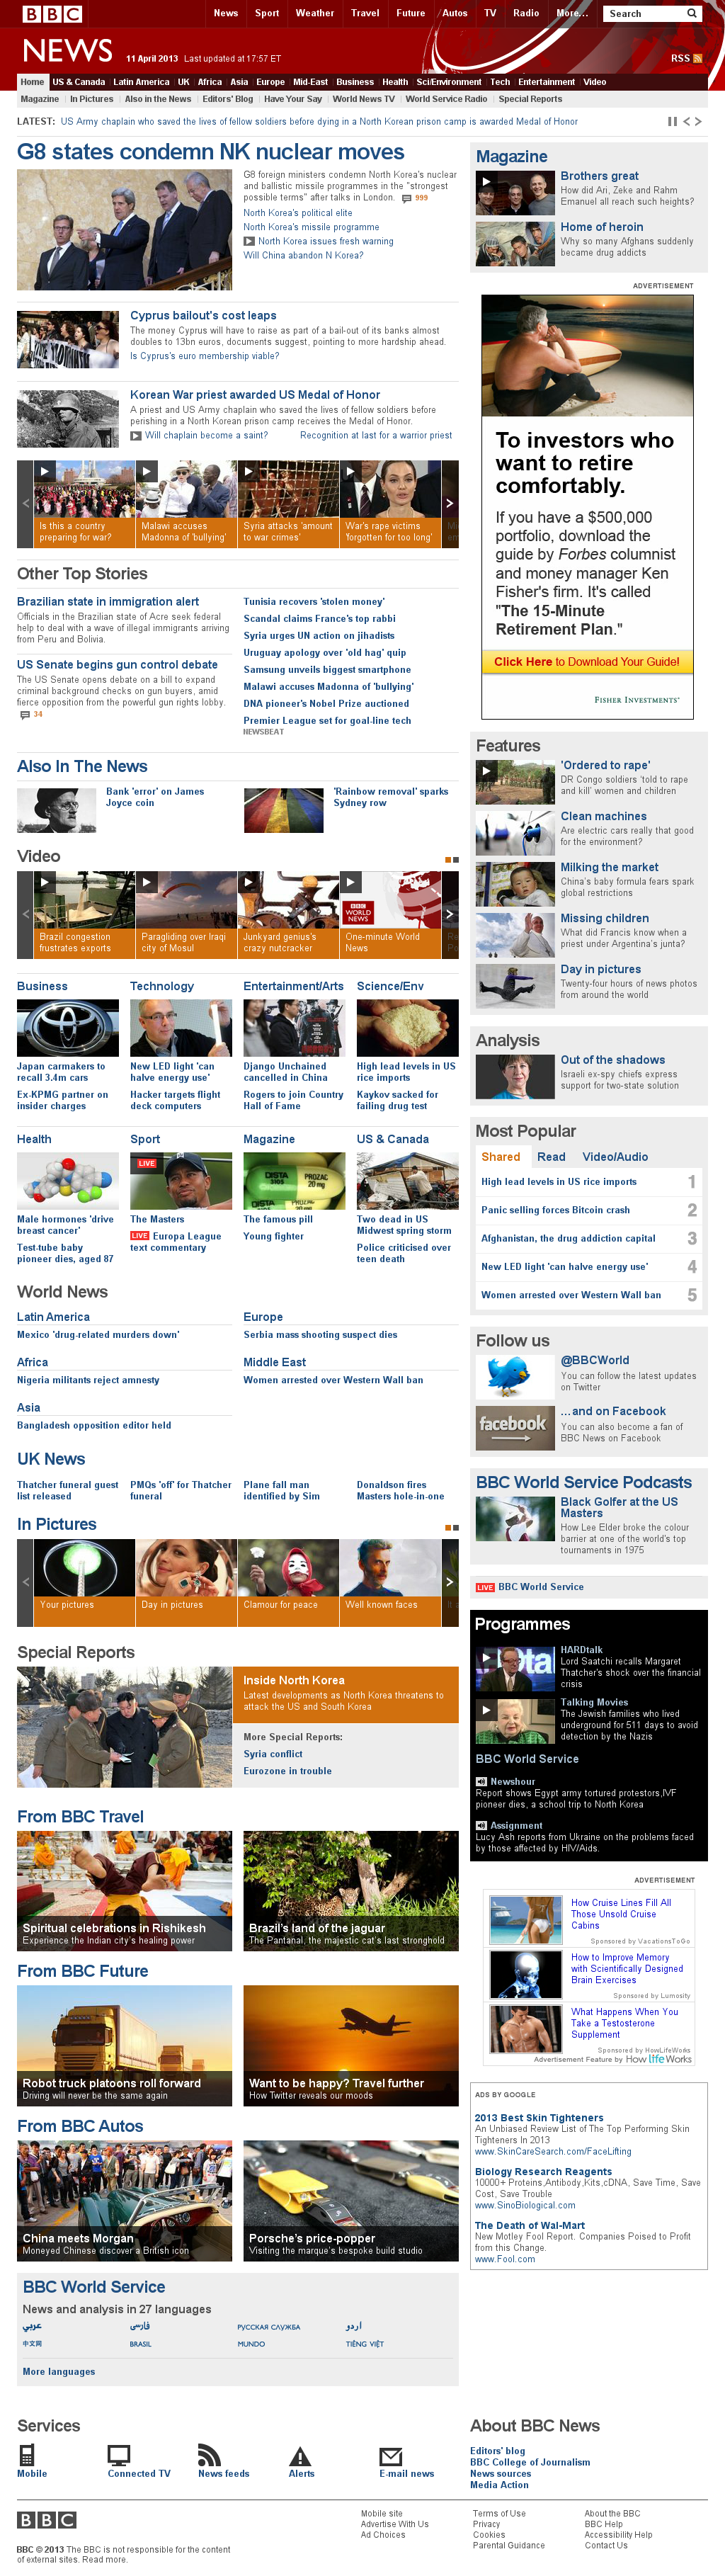 BBC
News Sport Weather Travel Future Autos TV Radio More... Search
NEWS 11 April 2013 Last updated at 17:57 ET
RSS
Home US & Canada Latin America UK Africa Asia Europe Mid-East Business Health Sci/Environment Tech Entertainment Video
Magazine In Pictures Also in the News Editors' Blog Have Your Say World News TV World Service Radio Special Reports
LATEST: US Army chaplain who saved the lives of fellow soldiers before dying in a North Korean prison camp is awarded Medal of Honor
G8 states condemn NK nuclear moves
G8 foreign ministers condemn North Korea's nuclear
and ballistic missile programmes in the "strongest
possible terms" after talks in London. 999
North Korea's political elite
North Korea's missile programme
North Korea issues fresh warning
Will China abandon N Korea?
Cyprus bailout's cost leaps
The money Cyprus will have to raise as part of a bail-out of its banks almost
doubles to 13bn euros, documents suggest, pointing to more hardship ahead.
Is Cyprus's euro membership viable?
Korean War priest awarded US Medal of Honor
A priest and US Army chaplain who saved the lives of fellow soldiers before
perishing in a North Korean prison camp receives the Medal of Honor.
Will chaplain become a saint? Recognition at last for a warrior priest
Is this a country
preparing for war?
Malawi accuses
Madonna of 'bullying'
Syria attacks 'amount
to war crimes'
War's rape victims
'forgotten for too long'
Other Top Stories
Brazilian state in immigration alert
Officials in the Brazilian state of Acre seek federal
help to deal with a wave of illegal immigrants arriving
from Peru and Bolivia.
US Senate begins gun control debate
The US Senate opens debate on a bill to expand
criminal background checks on gun buyers, amid
fierce opposition from the powerful gun rights lobby.
34
Tunisia recovers 'stolen money'
Scandal claims France's top rabbi
Syria urges UN action on jihadists
Uruguay apology over 'old hag' quip
Samsung unveils biggest smartphone
Malawi accuses Madonna of 'bullying'
DNA pioneer's Nobel Prize auctioned
Premier League set for goal-line tech
NEWSBEAT
Also In The News
Bank 'error' on James
Joyce coin
'Rainbow removal' sparks
Sydney row
Video
Brazil congestion
frustrates exports
Paragliding over Iraqi
city of Mosul
Junkyard genius's
crazy nutcracker
BBC
WORLD
NEWS
One-minute World
News
Business
Japan carmakers to
recall 3.4m cars
Ex-KPMG partner on
insider charges
Technology
New LED light 'can
halve energy use'
Hacker targets flight
deck computers
Entertainment/Arts
Django Unchained
cancelled in China
Rogers to join Country
Hall of Fame
Science/Env
High lead levels in US
rice imports
Kaykov sacked for
failing drug test
Health
Male hormones 'drive
breast cancer'
Test-tube baby
pioneer dies, aged 87
Sport
LIVE
The Masters
LIVE Europa League
text commentary
Magazine
DISTA
PROZAC
The famous pill
Young fighter
US & Canada
Two dead in US
Midwest spring storm
Police criticised over
teen death
World News
Latin America
Mexico 'drug-related murders down'
Europe
Serbia mass shooting suspect dies
Africa
Nigeria militants reject amnesty
Middle East
Women arrested over Western Wall ban
Asia
Bangladesh opposition editor held
UK News
Thatcher funeral guest
list released
PMQs 'off' for Thatcher
funeral
Plane fall man
identified by Sim
Donaldson fires
Masters hole-in-one
In Pictures
Your pictures
Day in pictures
Clamour for peace
Well known faces
Special Reports
Inside North Korea
Latest developments as North Korea threatens to
attack the US and South Korea
More Special Reports:
Syria conflict
Eurozone in trouble
From BBC Travel
Spiritual celebrations in Rishikesh
Experience the Indian city's healing power
Brazil's land of the jaguar
The Pantanal, the majestic cat's last stronghold
From BBC Future
Robot truck platoons roll forward
Driving will never be the same again
Want to be happy? Travel further
How Twitter reveals our moods
From BBC Autos
China meets Morgan
Moneyed Chinese discover a British icon
Porsche's price-popper
Visiting the marque's bespoke build studio
BBC World Service
News and analysis in 27 languages
عربي فارسی РУССКАЯ СЛУЖБА اردو
中文网 BRASIL MUNDO TIẾNG VIỆT
More languages
Magazine
Brothers great
How did Ari, Zeke and Rahm
Emanuel all reach such heights?
Home of heroin
Why so many Afghans suddenly
became drug addicts
ADVERTISEMENT
To investors who
want to retire
comfortably.
If you have a $500,000
portfolio, download the
guide by Forbes columnist
and money manager Ken
Fisher's firm. It's called
"The 15-Minute
Retirement Plan."
Click Here to Download Your Guide!
FISHER INVESTMENTS
Features
'Ordered to rape'
DR Congo soldiers 'told to rape
and kill' women and children
Clean machines
Are electric cars really that good
for the environment?
Milking the market
China's baby formula fears spark
global restrictions
Missing children
What did Francis know when a
priest under Argentina's junta?
Day in pictures
Twenty-four hours of news photos
from around the world
Analysis
Out of the shadows
Israeli ex-spy chiefs express
support for two-state solution
Most Popular
Shared Read Video/Audio
High lead levels in US rice imports 1
Panic selling forces Bitcoin crash 2
Afghanistan, the drug addiction capital 3
New LED light 'can halve energy use' 4
Women arrested over Western Wall ban 5
Follow us
@BBCWorld
You can follow the latest updates
on Twitter
facebook
...and on Facebook
You can also become a fan of
BBC News on Facebook
BBC World Service Podcasts
Black Golfer at the US
Masters
How Lee Elder broke the colour
barrier at one of the world's top
tournaments in 1975
LIVE BBC World Service
Programmes
HARDtalk
Lord Saatchi recalls Margaret
Thatcher's shock over the financial
crisis
Talking Movies
The Jewish families who lived
underground for 511 days to avoid
detection by the Nazis
BBC World Service
Newshour
Report shows Egypt army tortured protestors,IVF
pioneer dies, a school trip to North Korea
Assignment
Lucy Ash reports from Ukraine on the problems faced
by those affected by HIV/Aids.
ADVERTISEMENT
How Cruise Lines Fill All
Those Unsold Cruise
Cabins
Sponsored by VacationsToGo
How to Improve Memory
with Scientifically Designed
Brain Exercises
Sponsored by Lumosity
What Happens When You
Take a Testosterone
Supplement
Sponsored by HowLifeWorks
Advertisement Feature by How life Works
ADS BY GOOGLE
2013 Best Skin Tighteners
An Unbiased Review List of The Top Performing Skin
Tighteners In 2013
www.SkinCareSearch.com/FaceLifting
Biology Research Reagents
10000+ Proteins,Antibody,Kits,cDNA, Save Time, Save
Cost, Save Trouble
www.SinoBiological.com
The Death of Wal-Mart
New Motley Fool Report. Companies Poised to Profit
from this Change.
www.Fool.com
Services
Mobile
Connected TV
News feeds
Alerts
E-mail news
About BBC News
Editors' blog
BBC College of Journalism
News sources
Media Action
BBC
Mobile site
Advertise With Us
Ad Choices
Terms of Use
Privacy
Cookies
Parental Guidance
About the BBC
BBC Help
Accessibility Help
Contact Us
BBC © 2013 The BBC is not responsible for the content
of external sites. Read more.